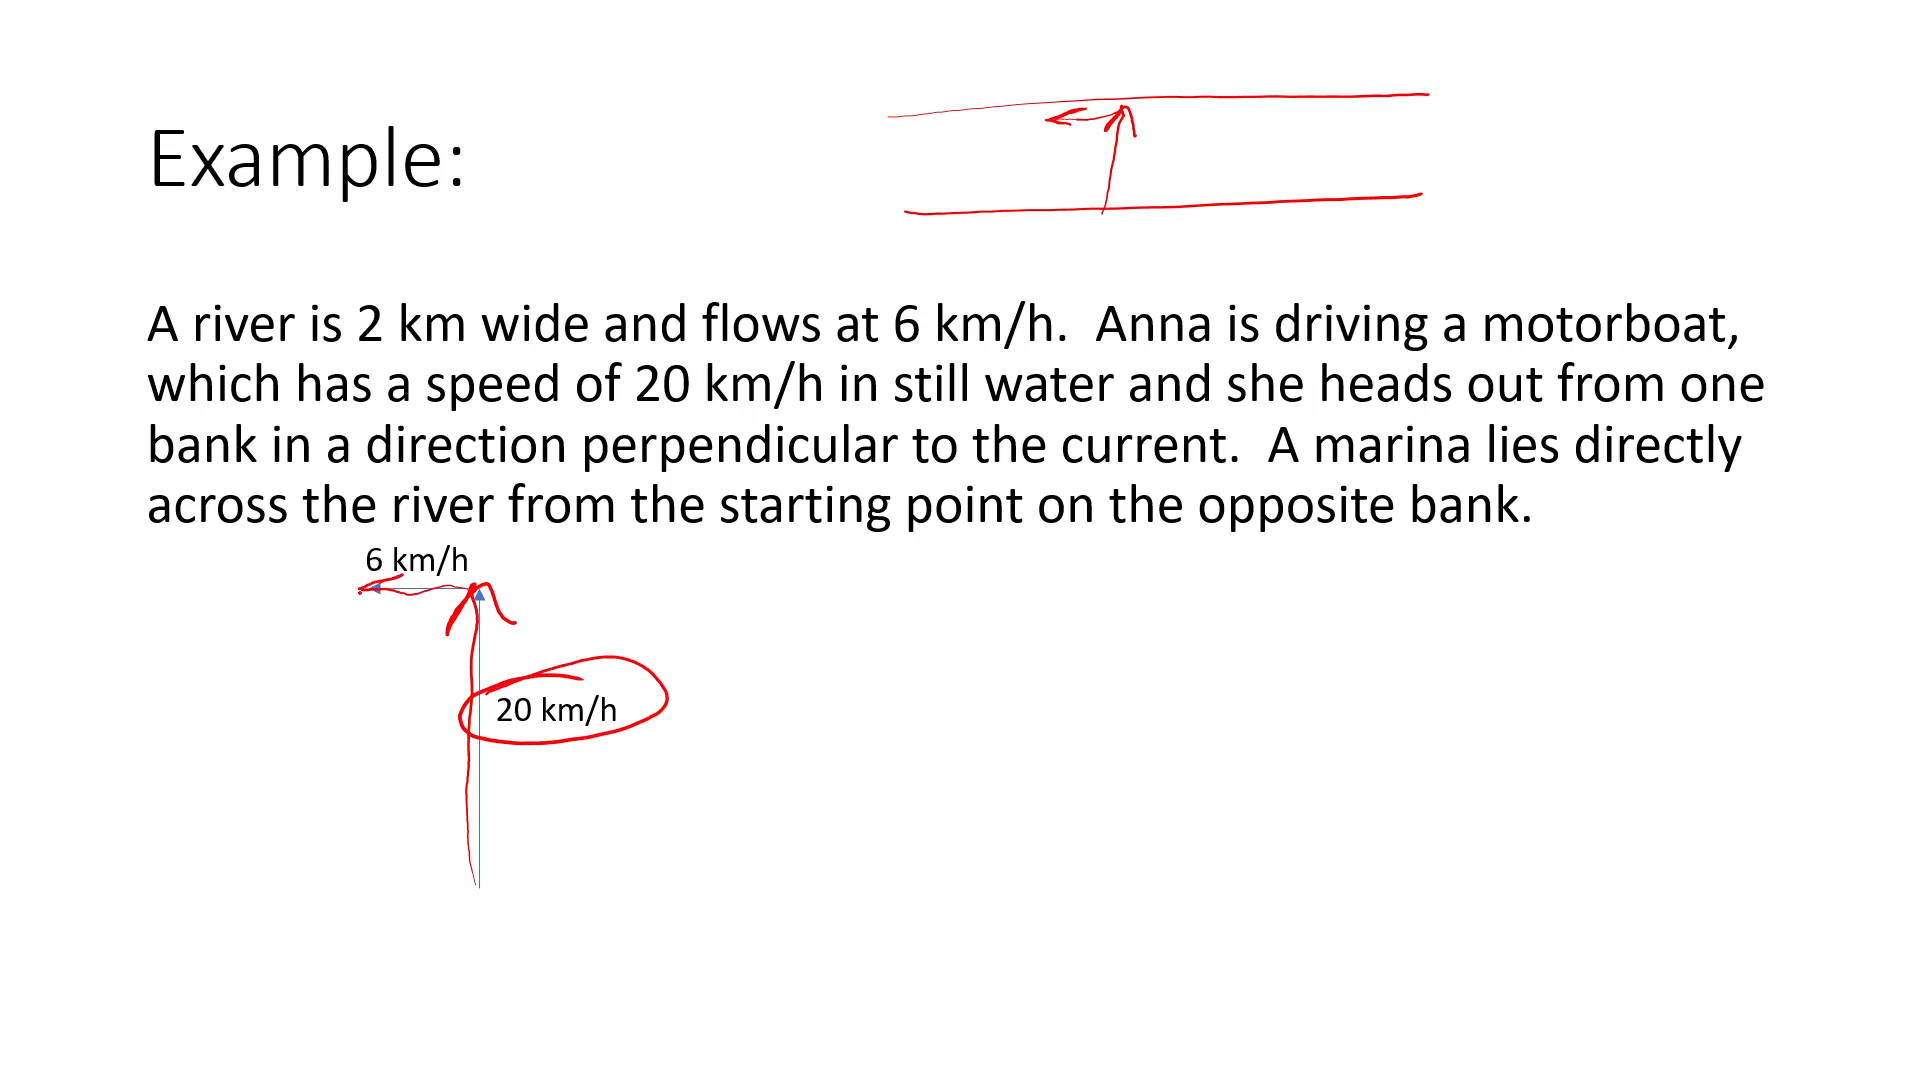 Example:
A river is 2 km wide and flows at 6 km/h.  Anna is driving a motorboat,
which has a speed of 20 km/h in still water and she heads out from one
bank in a direction perpendicular to the current.  A marina lies directly
across the river from the starting point on the opposite bank.
6 km/h
20 km/h